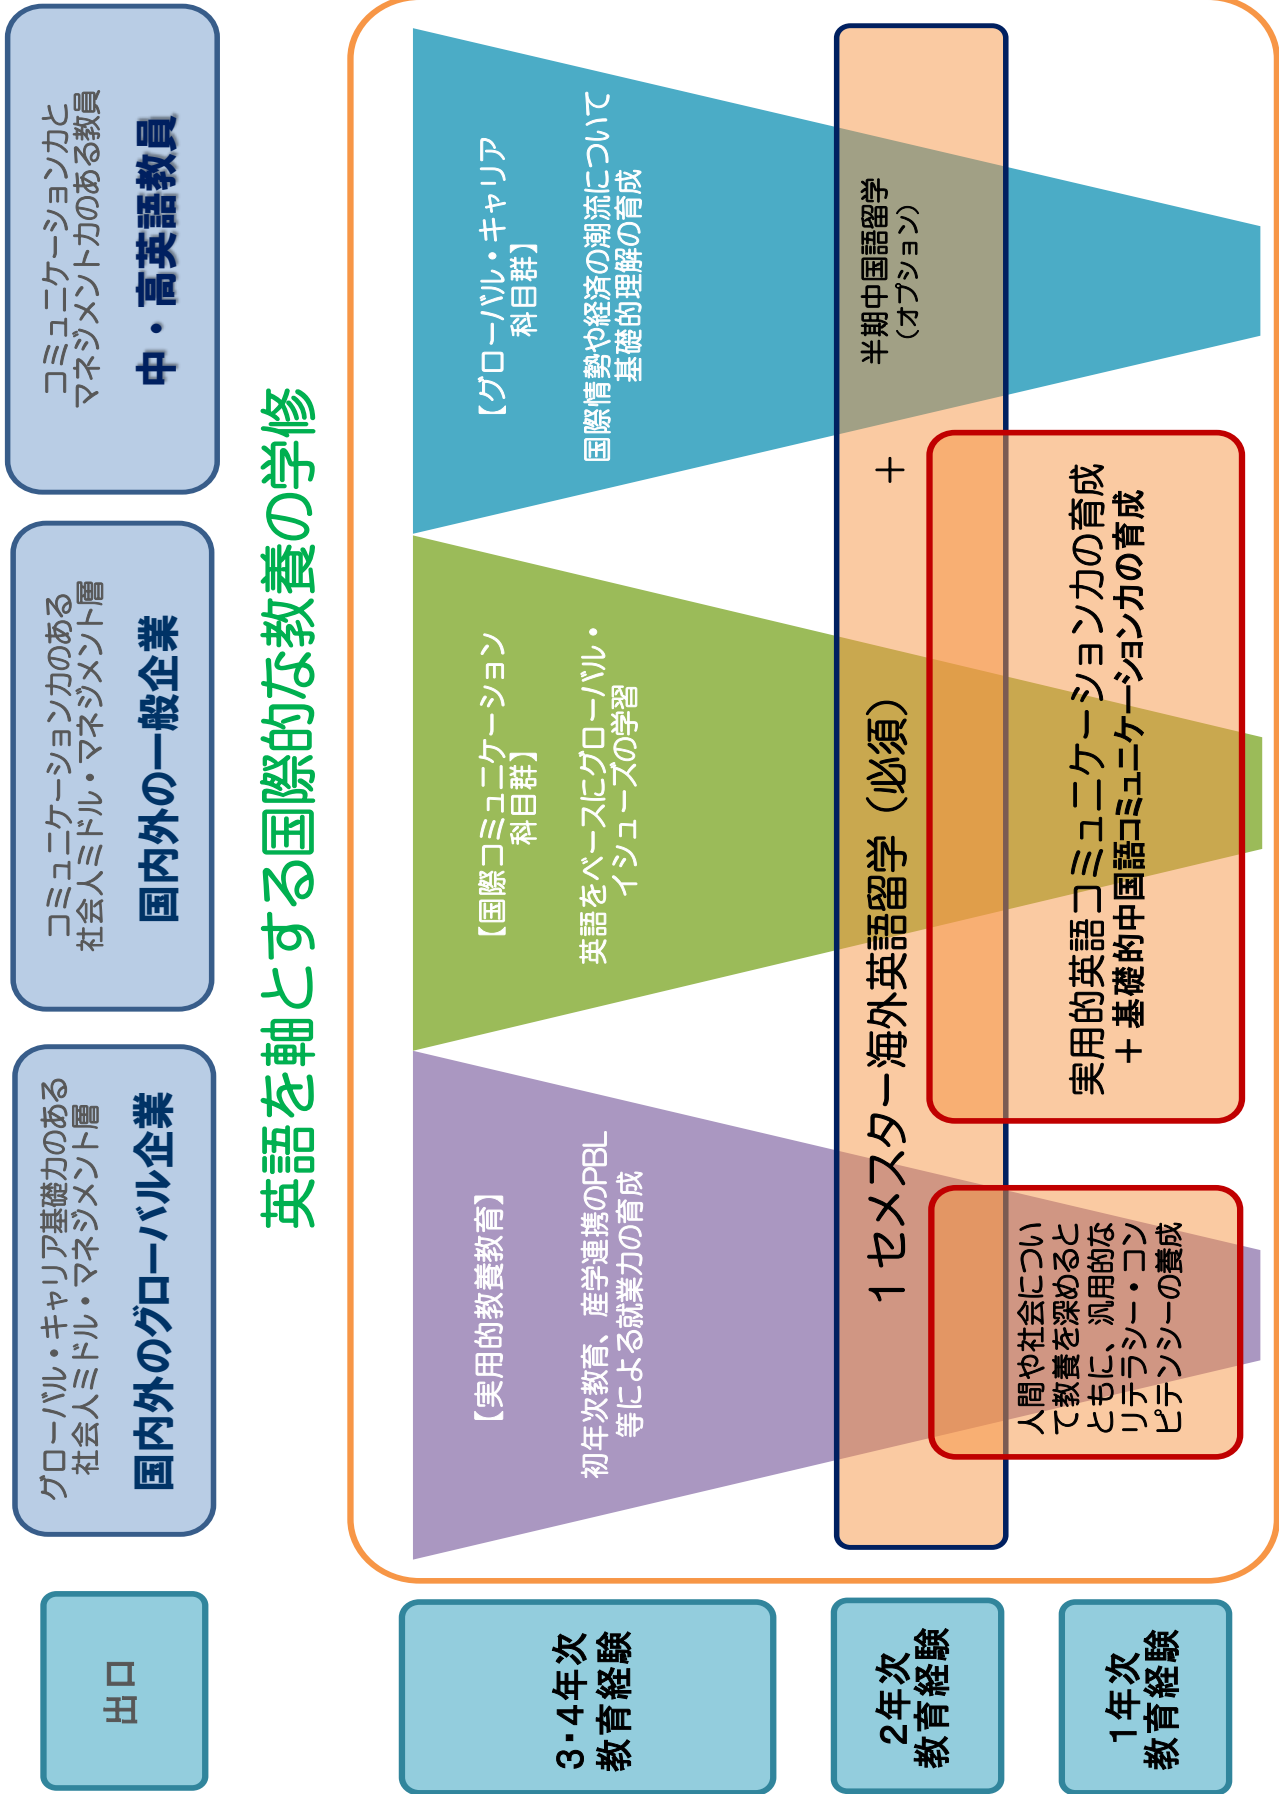 出口
グローバル・キャリア基礎力のある
社会人ミドル・マネジメント層
国内外のグローバル企業
コミュニケーション力のある
社会人ミドル・マネジメント層
国内外の一般企業
コミュニケーション力と
マネジメント力のある教員
中・高英語教員
英語を軸とする国際的な教養の学修
3・4年次
教育経験
【実用的教養教育】
初年次教育、産学連携のPBL
等による就業力の育成
【国際コミュニケーション
科目群】
英語をベースにグローバル・
イシューズの学習
【グローバル・キャリア
科目群】
国際情勢や経済の潮流について
基礎的理解の育成
2年次
教育経験
1セメスター海外英語留学（必須）
＋
半期中国語留学
（オプション）
1年次
教育経験
人間や社会につい
て教養を深めると
ともに、汎用的な
リテラシー・コン
ピテンシーの養成
実用的英語コミュニケーション力の育成
＋基礎的中国語コミュニケーション力の育成